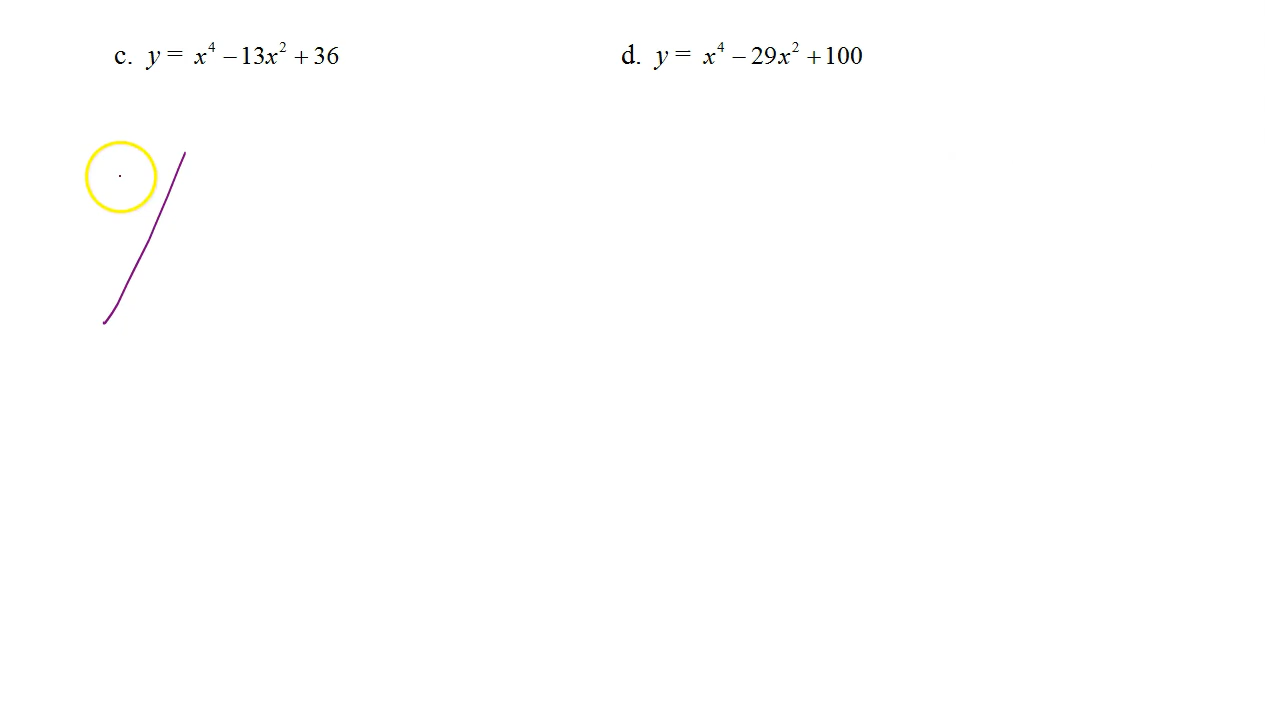 c. y = x⁴ − 13x² + 36
d. y = x⁴ − 29x² + 100